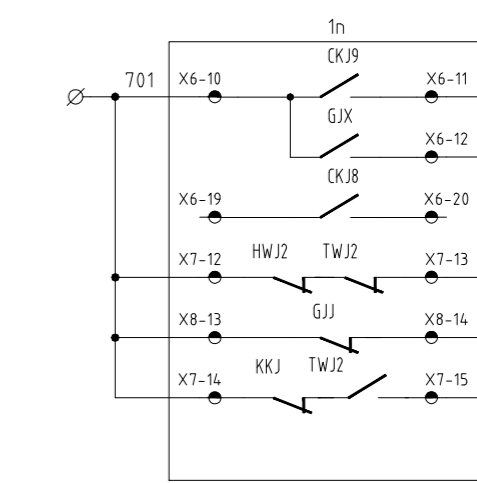 1n
CKJ9
701 X6-10 X6-11
GJX
X6-12
CKJ8
X6-19 X6-20
HWJ2 TWJ2
X7-12 X7-13
GJJ
X8-13 X8-14
KKJ TWJ2
X7-14 X7-15